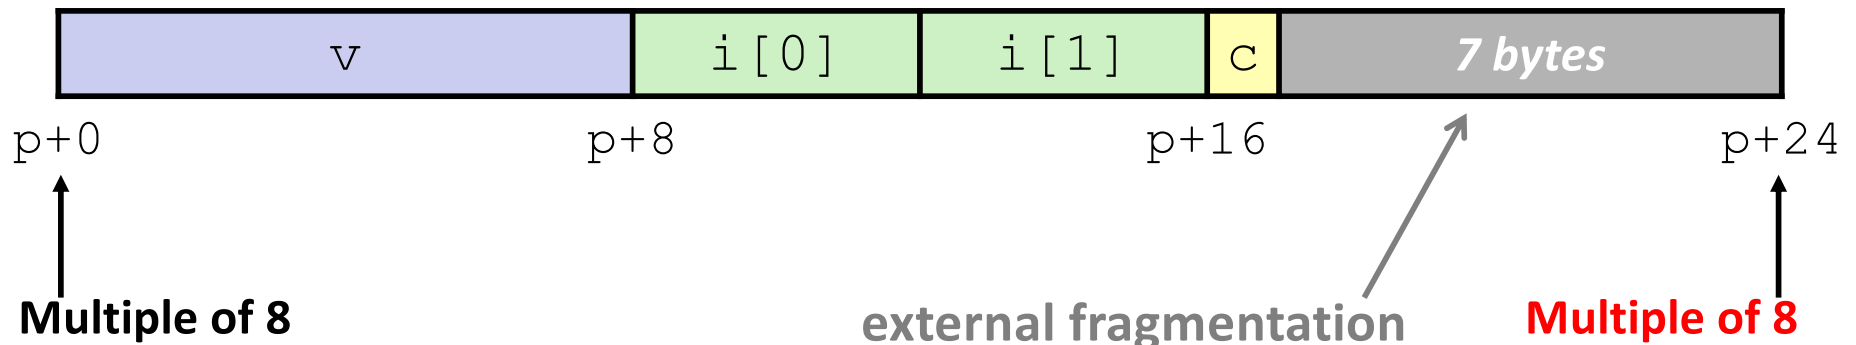 v i[0] i[1] c 7 bytes
p+0 p+8 p+16 p+24
Multiple of 8 external fragmentation Multiple of 8